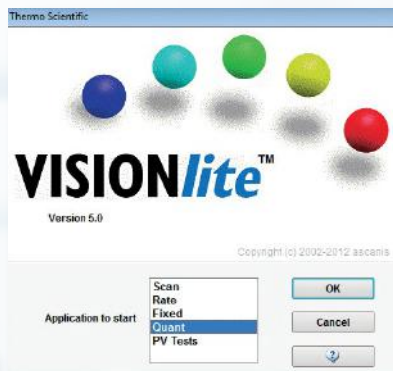 Thermo Scientific
VISIONlite™
Version 5.0
Copyright (c) 2002-2012 ascanis
Application to start
Scan
Rate
Fixed
Quant
PV Tests
OK
Cancel
?